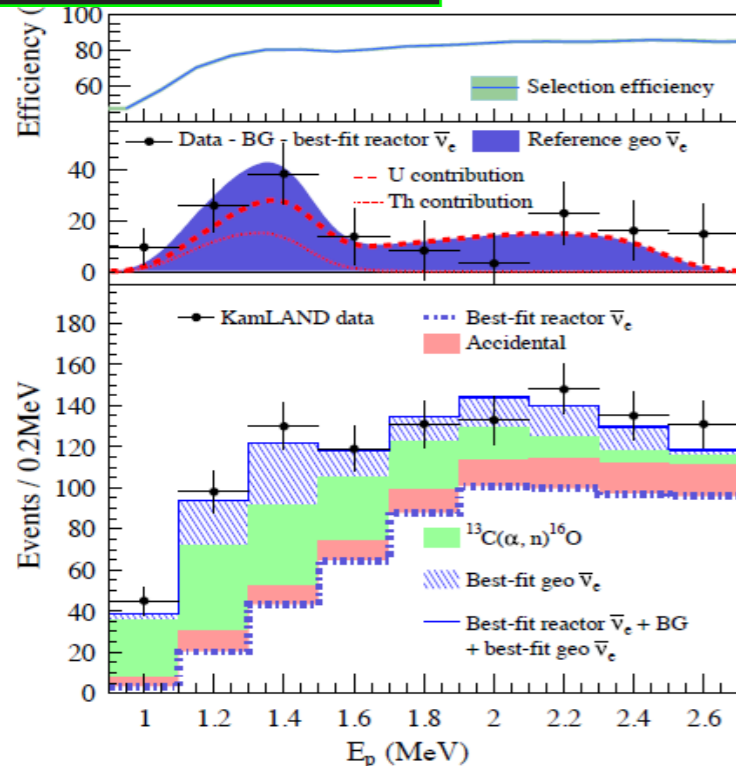 Efficiency (
100
80
60
Selection efficiency
Data - BG - best-fit reactor ν̅e
Reference geo ν̅e
U contribution
Th contribution
40
20
0
KamLAND data
Best-fit reactor ν̅e
Accidental
¹³C(α, n)¹⁶O
Best-fit geo ν̅e
Best-fit reactor ν̅e + BG
+ best-fit geo ν̅e
Events / 0.2MeV
180
160
140
120
100
80
60
40
20
0
1 1.2 1.4 1.6 1.8 2 2.2 2.4 2.6
Ep (MeV)